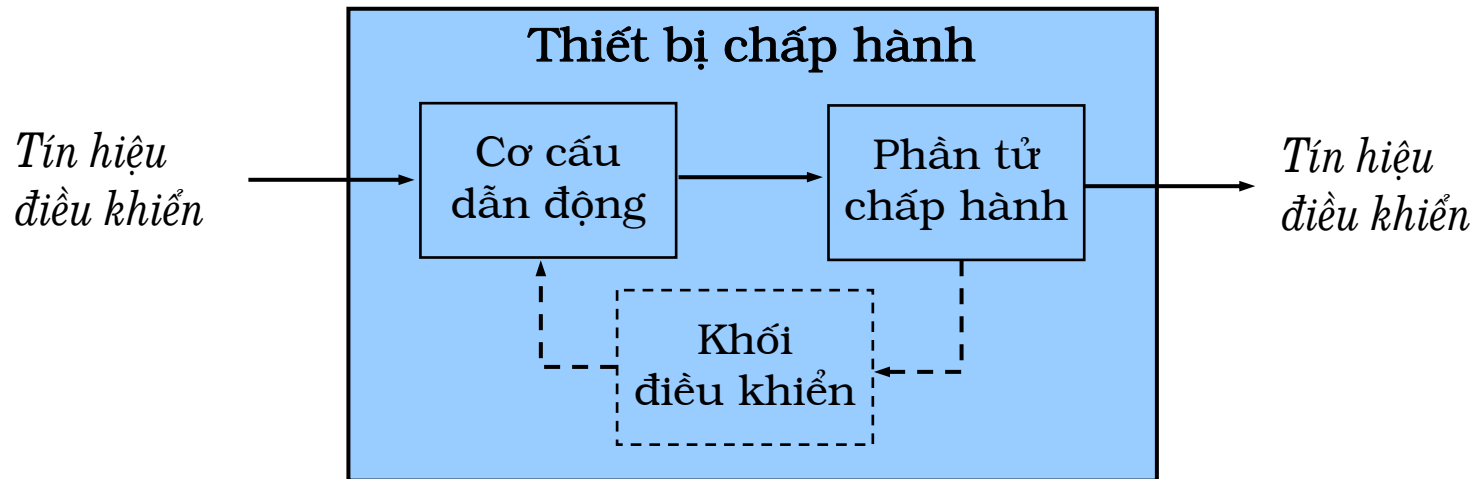 Thiết bị chấp hành
Tín hiệu
điều khiển
Cơ cấu
dẫn động
Phần tử
chấp hành
Tín hiệu
điều khiển
Khối
điều khiển